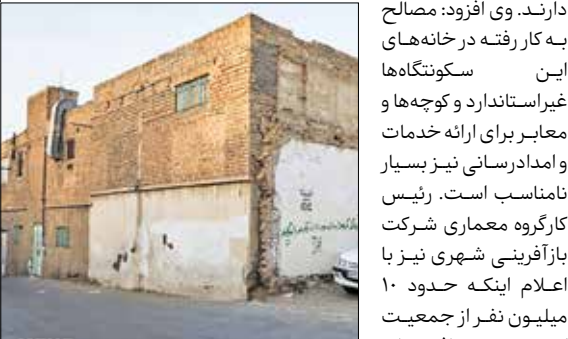 دارنـد. وی افزود: مصالح
بـه کار رفتـه در خانه‌هـای
ایـن سـکونتگاه‌ها
غیراسـتاندارد و کوچه‌ها و
معابـر برای ارائه خدمات
و امدادرسـانی نیـز بسـیار
نامناسـب اسـت. رئیـس
کارگروه معماری شـرکت
بازآفرینـی شـهری نیـز با
اعـلام اینکـه حـدود ۱۰
میلیـون نفـر از جمعیـت